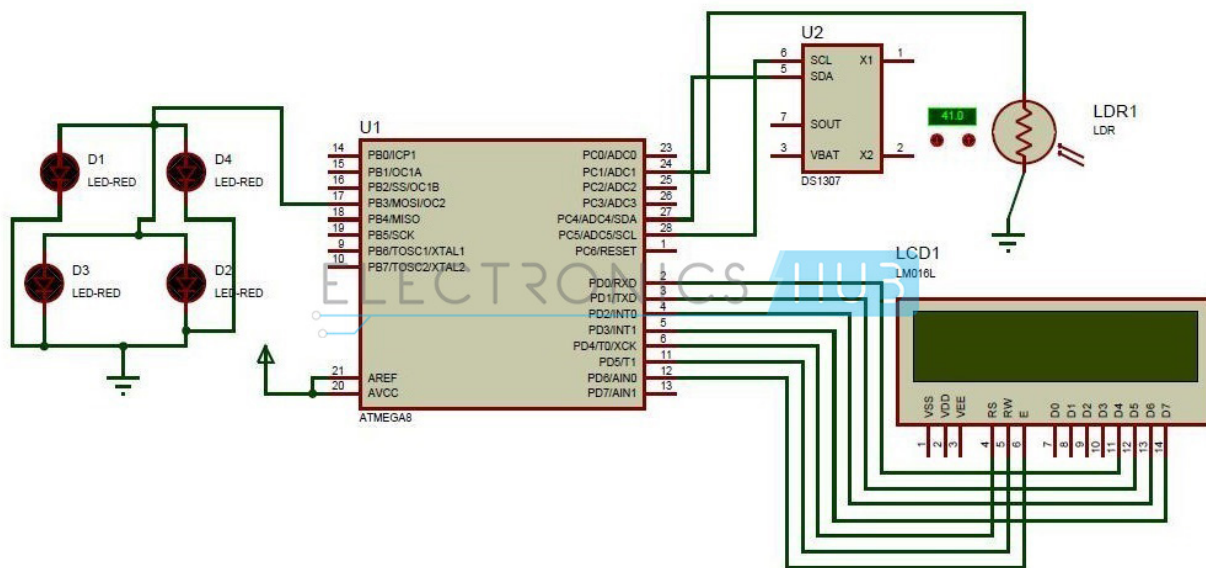 D1
LED-RED
D4
LED-RED
D3
LED-RED
D2
LED-RED
U1
14 PB0/ICP1 PC0/ADC0 23
15 PB1/OC1A PC1/ADC1 24
16 PB2/SS/OC1B PC2/ADC2 25
17 PB3/MOSI/OC2 PC3/ADC3 26
18 PB4/MISO PC4/ADC4/SDA 27
19 PB5/SCK PC5/ADC5/SCL 28
9 PB6/TOSC1/XTAL1 PC6/RESET 1
10 PB7/TOSC2/XTAL2
PD0/RXD 2
PD1/TXD 3
PD2/INT0 4
PD3/INT1 5
PD4/T0/XCK 6
PD5/T1 11
21 AREF PD6/AIN0 12
20 AVCC PD7/AIN1 13
ATMEGA8
U2
6 SCL X1 1
5 SDA
7 SOUT
3 VBAT X2 2
DS1307
41.0
LDR1
LDR
ELECTRONICS HUB
LCD1
LM016L
VSS VDD VEE RS RW E D0 D1 D2 D3 D4 D5 D6 D7
1 2 3 4 5 6 7 8 9 10 11 12 13 14